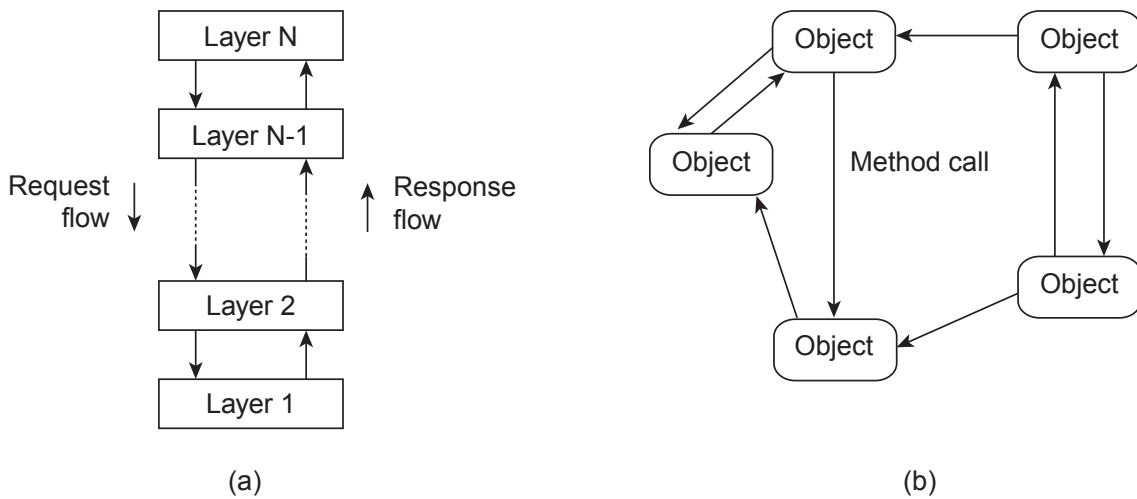 Layer N
Layer N-1
Request
flow
Response
flow
Layer 2
Layer 1
(a)
Object
Object
Object
Method call
Object
Object
(b)